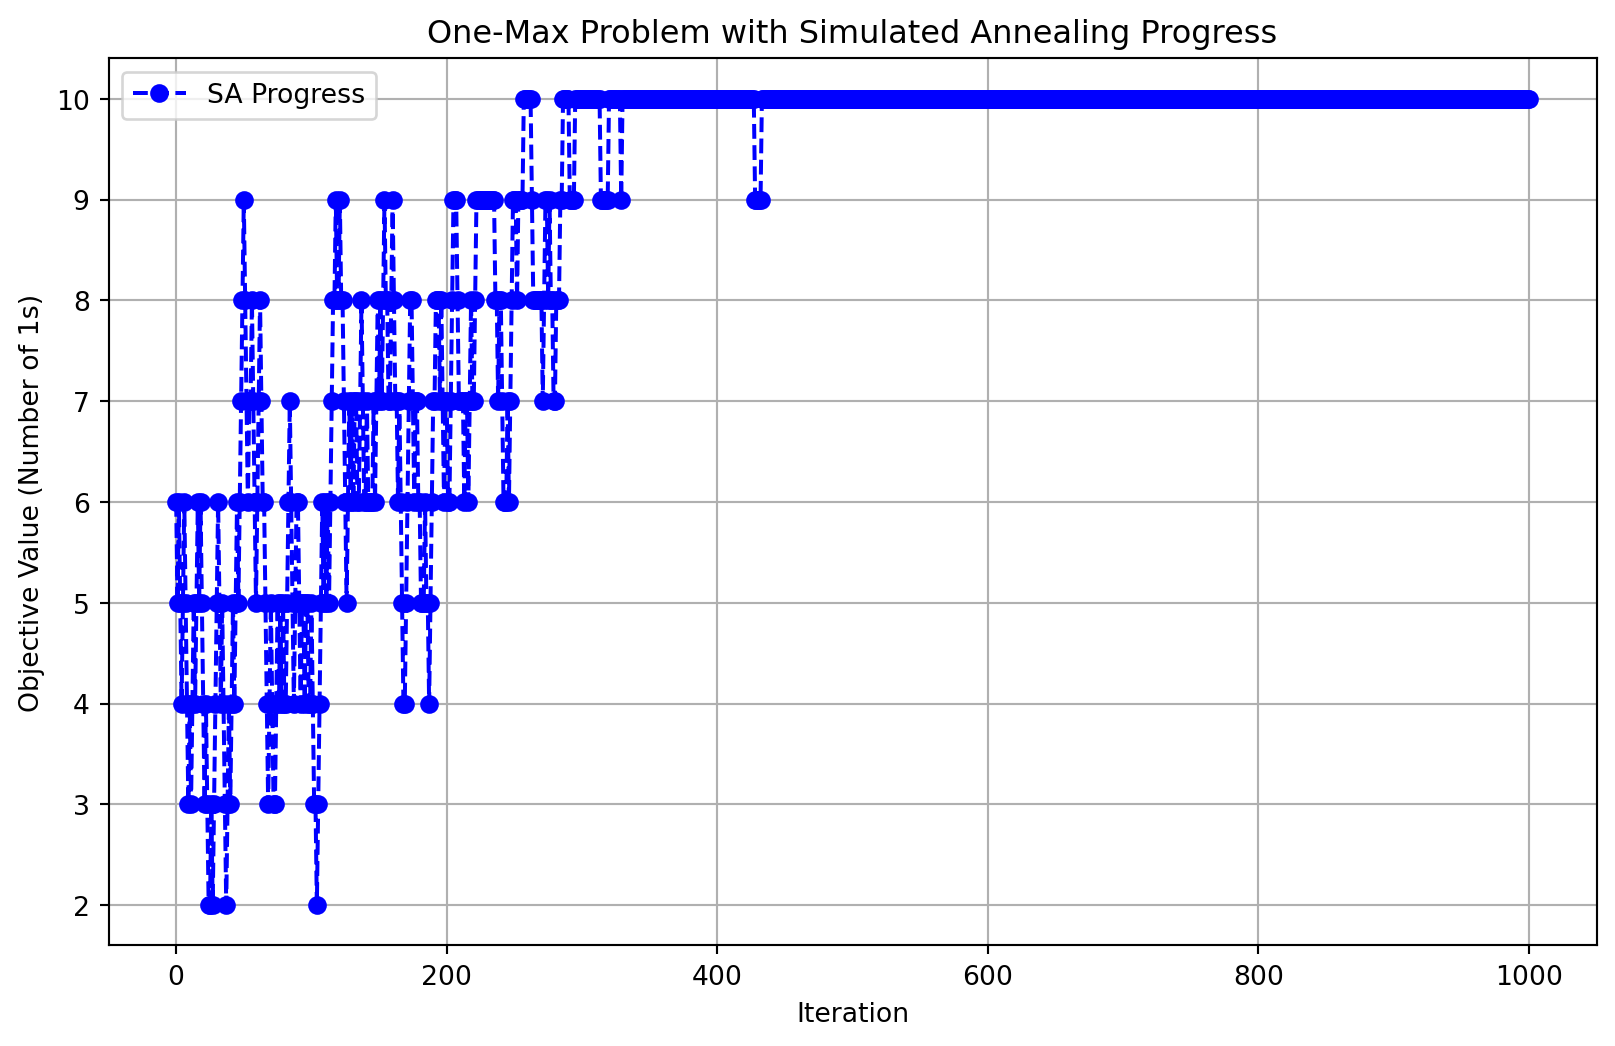 One-Max Problem with Simulated Annealing Progress
SA Progress
Objective Value (Number of 1s)
10
9
8
7
6
5
4
3
2
0 200 400 600 800 1000
Iteration